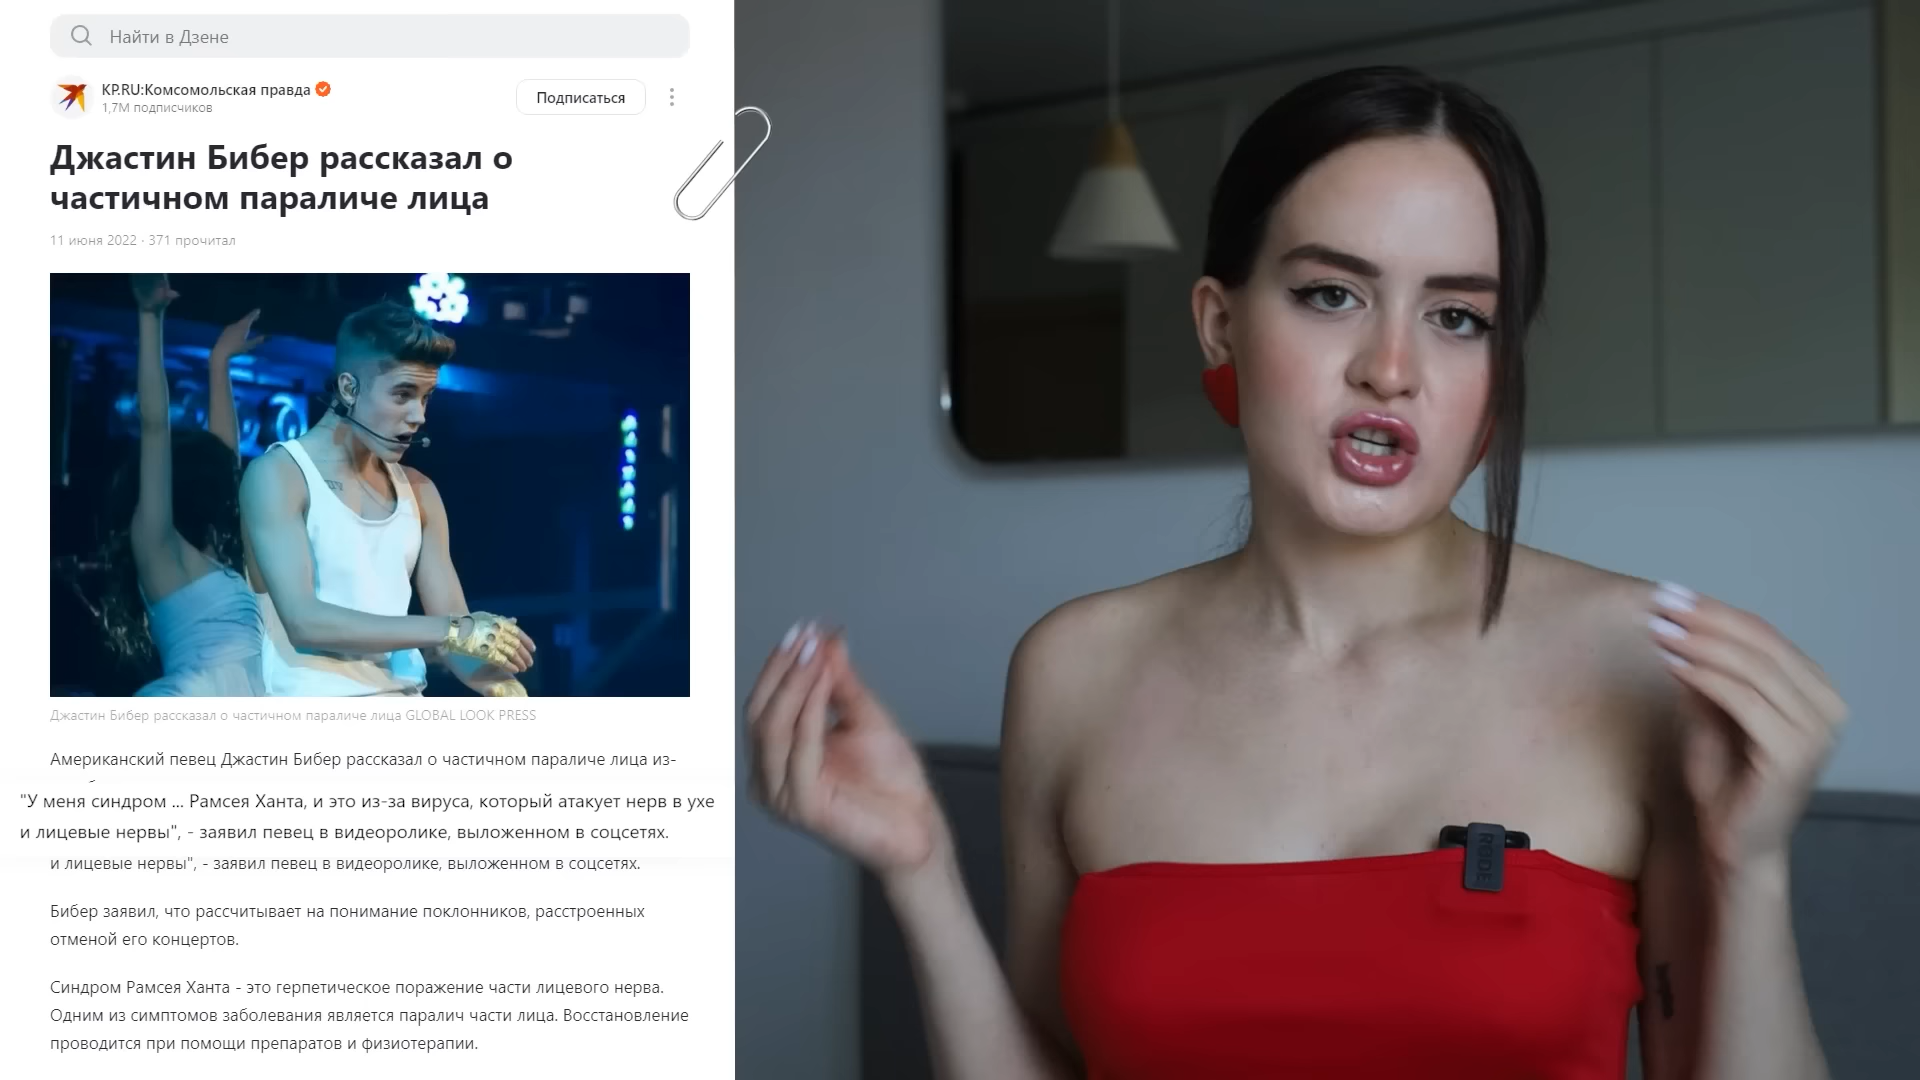 Найти в Дзене
KP.RU:Комсомольская правда
1,7М подписчиков
Подписаться
Джастин Бибер рассказал о
частичном параличе лица
11 июня 2022 · 371 прочитал
Джастин Бибер рассказал о частичном параличе лица GLOBAL LOOK PRESS
Американский певец Джастин Бибер рассказал о частичном параличе лица из-
"У меня синдром ... Рамсея Ханта, и это из-за вируса, который атакует нерв в ухе
и лицевые нервы", - заявил певец в видеоролике, выложенном в соцсетях.
и лицевые нервы", - заявил певец в видеоролике, выложенном в соцсетях.
Бибер заявил, что рассчитывает на понимание поклонников, расстроенных
отменой его концертов.
Синдром Рамсея Ханта - это герпетическое поражение части лицевого нерва.
Одним из симптомов заболевания является паралич части лица. Восстановление
проводится при помощи препаратов и физиотерапии.
RODE